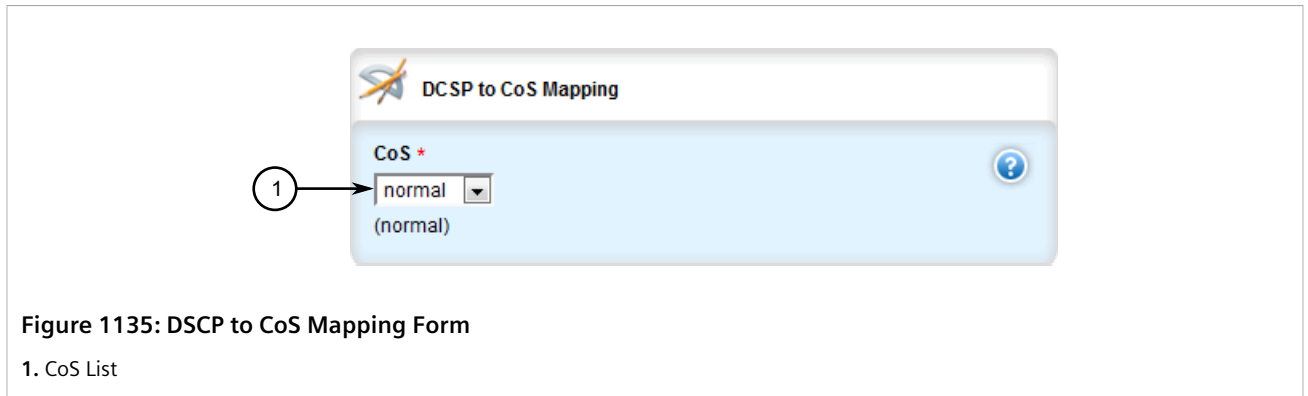 DCSP to CoS Mapping
CoS *
1
normal
(normal)
Figure 1135: DSCP to CoS Mapping Form
1. CoS List